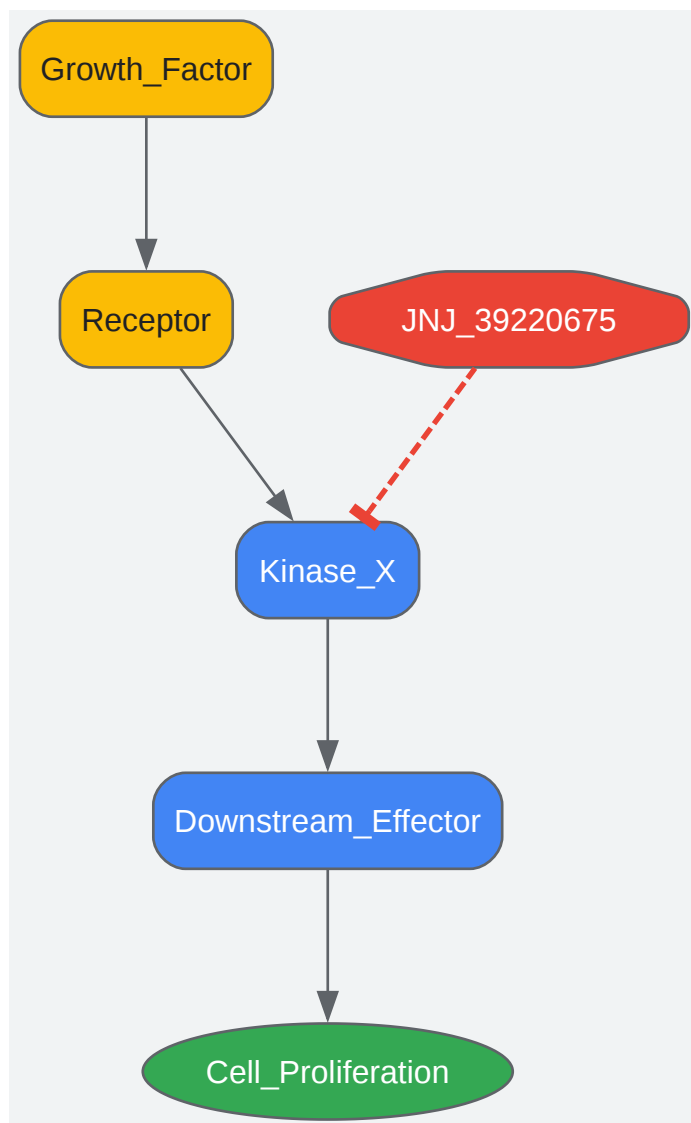 Growth_Factor
Receptor
JNJ_39220675
Kinase_X
Downstream_Effector
Cell_Proliferation